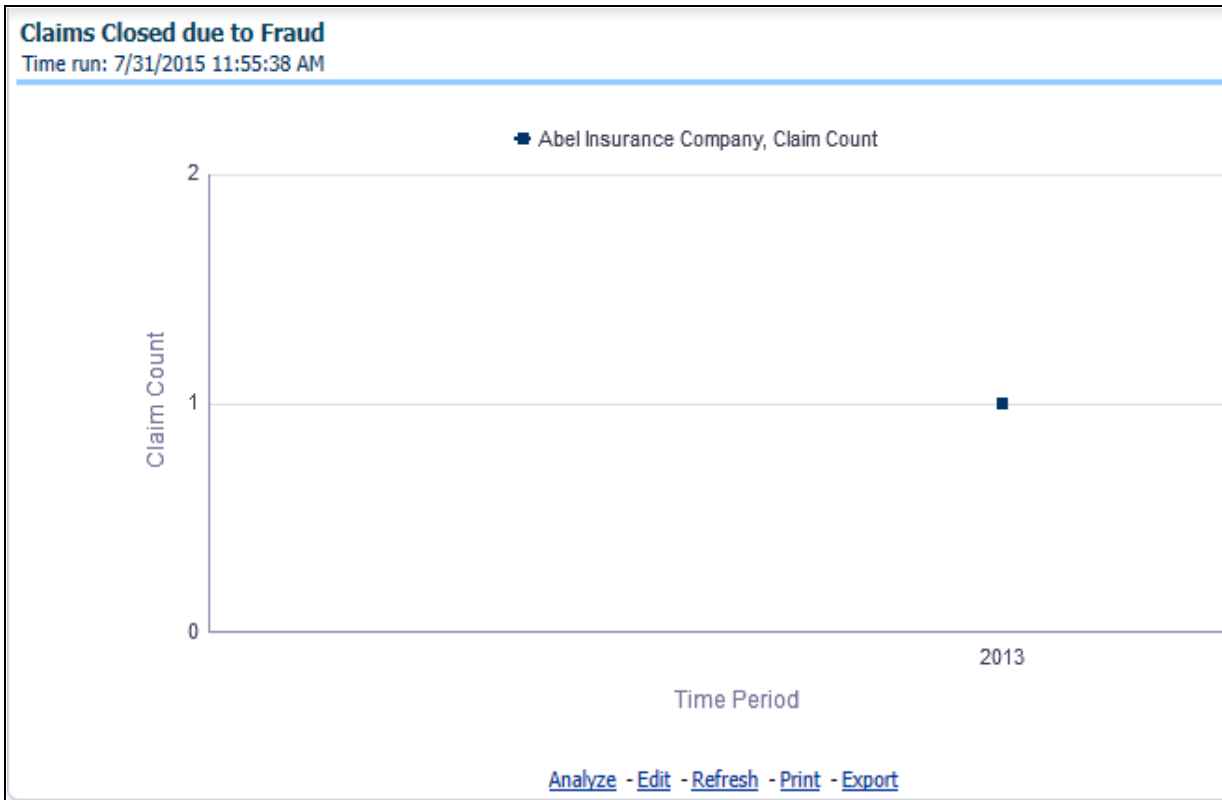 Claims Closed due to Fraud
Time run: 7/31/2015 11:55:38 AM
Abel Insurance Company, Claim Count
2
Claim Count
1
0
2013
Time Period
Analyze - Edit - Refresh - Print - Export